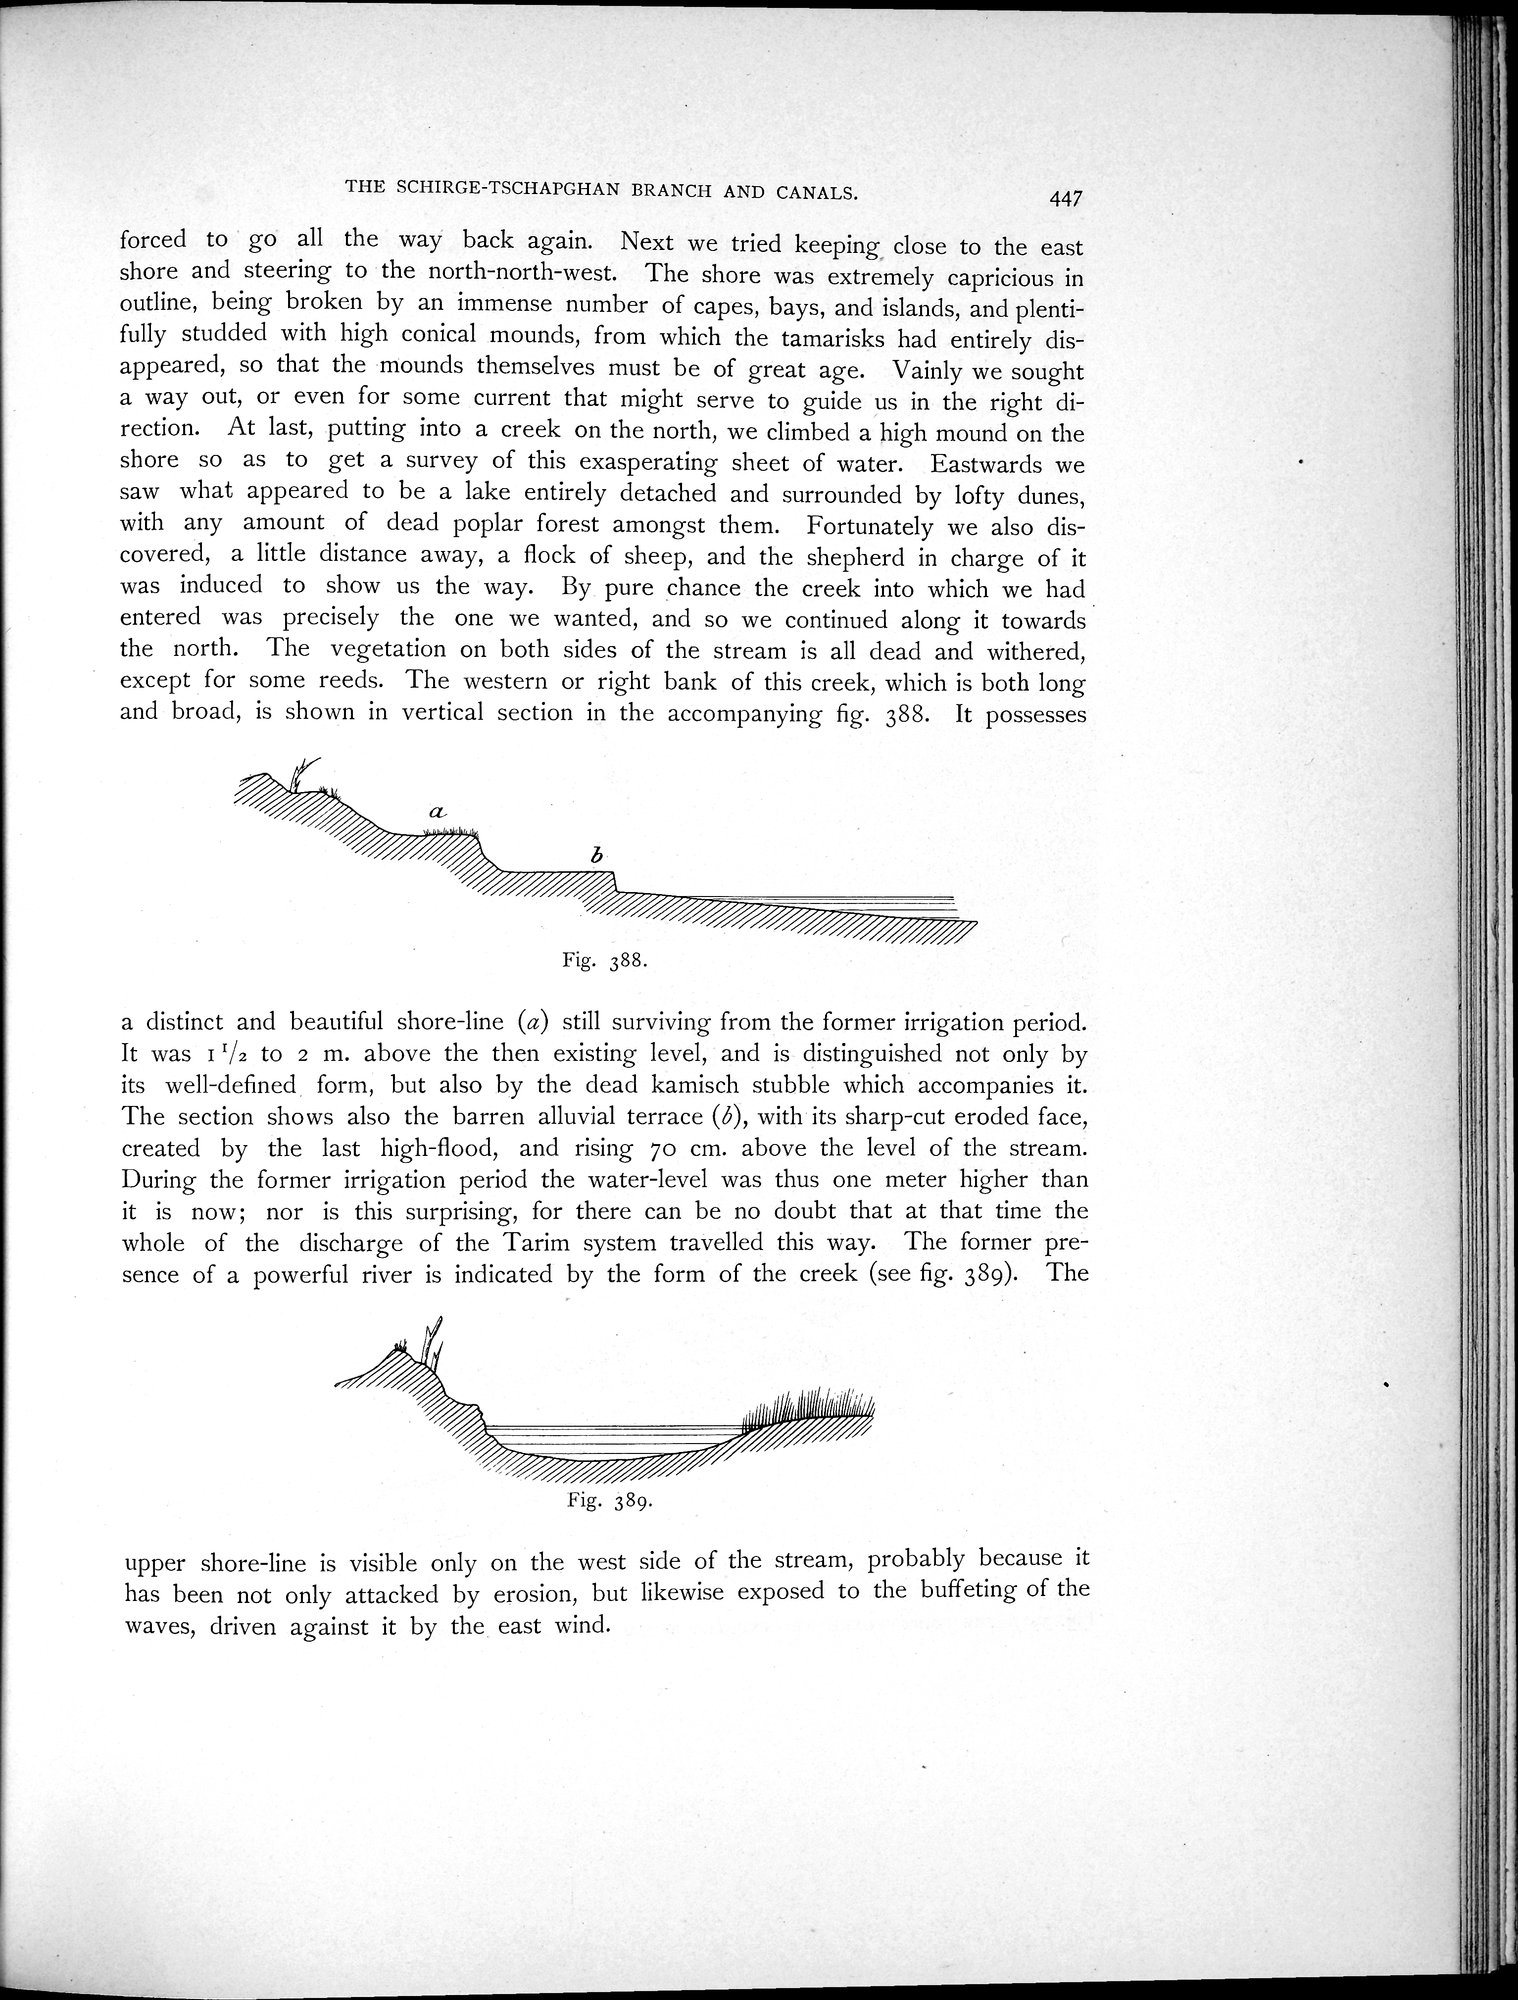 THE SCHIRGE-TSCHAPGHAN BRANCH AND CANALS. 447
forced to go all the way back again. Next we tried keeping close to the east
shore and steering to the north-north-west. The shore was extremely capricious in
outline, being broken by an immense number of capes, bays, and islands, and plenti-
fully studded with high conical mounds, from which the tamarisks had entirely dis-
appeared, so that the mounds themselves must be of great age. Vainly we sought
a way out, or even for some current that might serve to guide us in the right di-
rection. At last, putting into a creek on the north, we climbed a high mound on the
shore so as to get a survey of this exasperating sheet of water. Eastwards we
saw what appeared to be a lake entirely detached and surrounded by lofty dunes,
with any amount of dead poplar forest amongst them. Fortunately we also dis-
covered, a little distance away, a flock of sheep, and the shepherd in charge of it
was induced to show us the way. By pure chance the creek into which we had
entered was precisely the one we wanted, and so we continued along it towards
the north. The vegetation on both sides of the stream is all dead and withered,
except for some reeds. The western or right bank of this creek, which is both long
and broad, is shown in vertical section in the accompanying fig. 388. It possesses
a
b
Fig. 388.
a distinct and beautiful shore-line (a) still surviving from the former irrigation period.
It was 1 1/2 to 2 m. above the then existing level, and is distinguished not only by
its well-defined form, but also by the dead kamisch stubble which accompanies it.
The section shows also the barren alluvial terrace (b), with its sharp-cut eroded face,
created by the last high-flood, and rising 70 cm. above the level of the stream.
During the former irrigation period the water-level was thus one meter higher than
it is now; nor is this surprising, for there can be no doubt that at that time the
whole of the discharge of the Tarim system travelled this way. The former pre-
sence of a powerful river is indicated by the form of the creek (see fig. 389). The
Fig. 389.
upper shore-line is visible only on the west side of the stream, probably because it
has been not only attacked by erosion, but likewise exposed to the buffeting of the
waves, driven against it by the east wind.